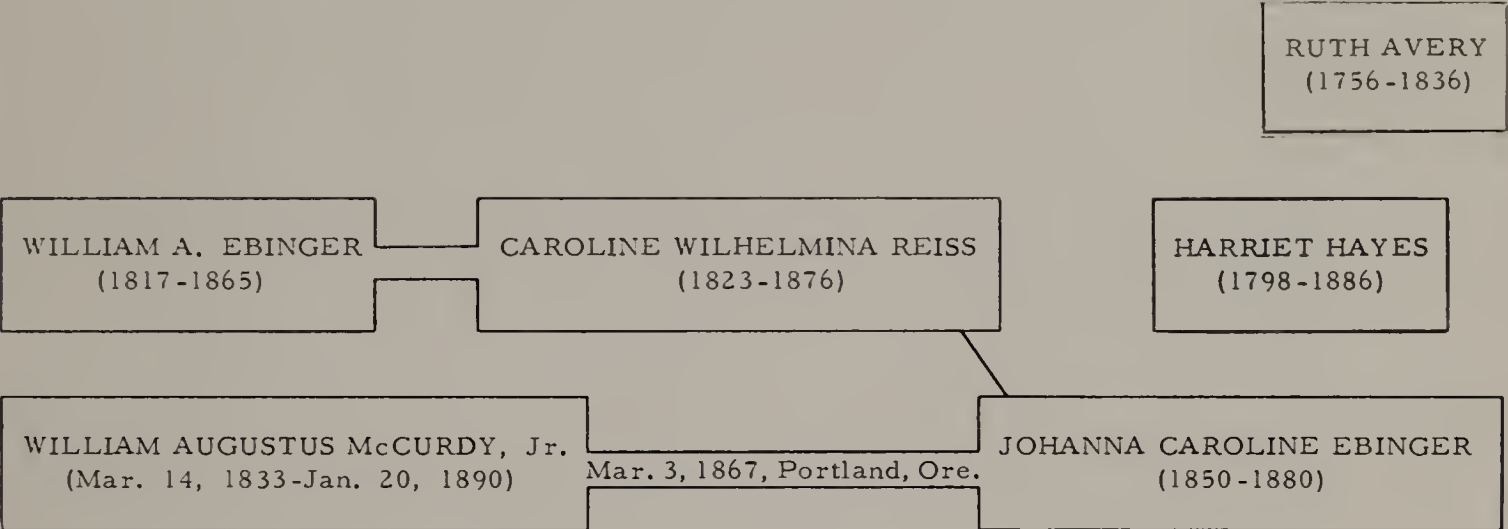 RUTH AVERY
(1756-1836)
WILLIAM A. EBINGER
(1817-1865)
CAROLINE WILHELMINA REISS
(1823-1876)
HARRIET HAYES
(1798-1886)
WILLIAM AUGUSTUS McCURDY, Jr.
(Mar. 14, 1833-Jan. 20, 1890)
Mar. 3, 1867, Portland, Ore.
JOHANNA CAROLINE EBINGER
(1850-1880)